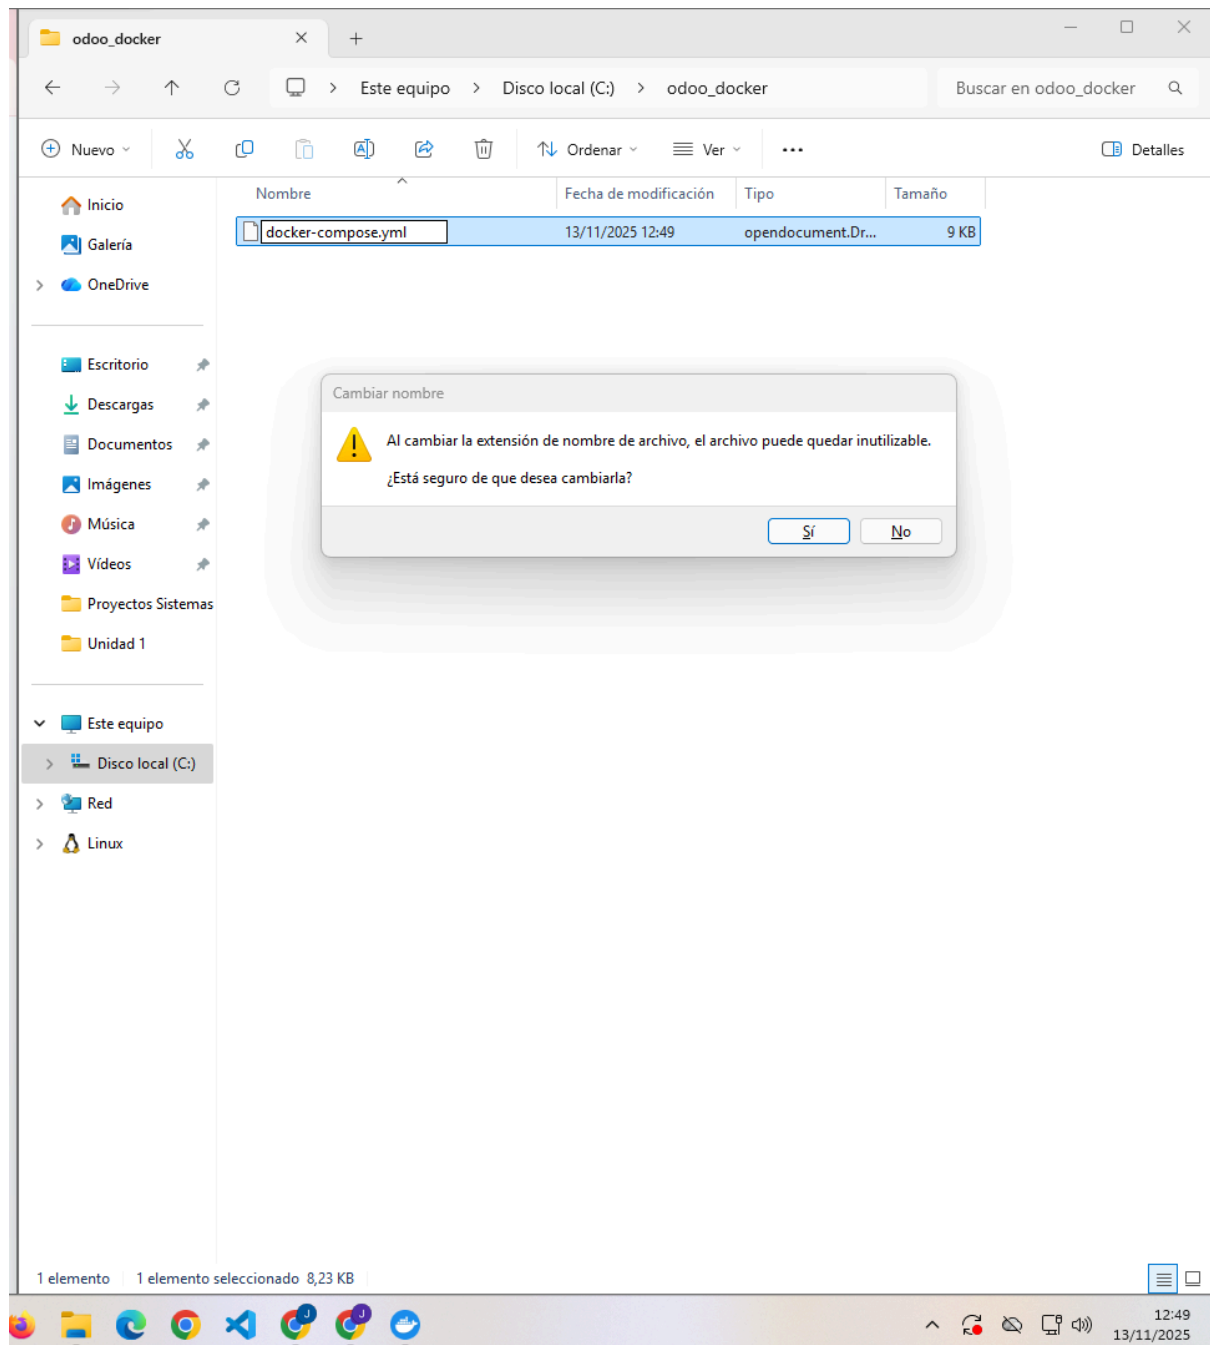 odoo_docker
Este equipo > Disco local (C:) > odoo_docker
Buscar en odoo_docker
Nuevo
Ordenar
Ver
Detalles
Inicio
Galería
OneDrive
Escritorio
Descargas
Documentos
Imágenes
Música
Vídeos
Proyectos Sistemas
Unidad 1
Este equipo
Disco local (C:)
Red
Linux
Nombre
Fecha de modificación
Tipo
Tamaño
docker-compose.yml
13/11/2025 12:49
opendocument.Dr...
9 KB
Cambiar nombre
Al cambiar la extensión de nombre de archivo, el archivo puede quedar inutilizable.
¿Está seguro de que desea cambiarla?
Sí
No
1 elemento
1 elemento seleccionado 8,23 KB
J
J
12:49
13/11/2025